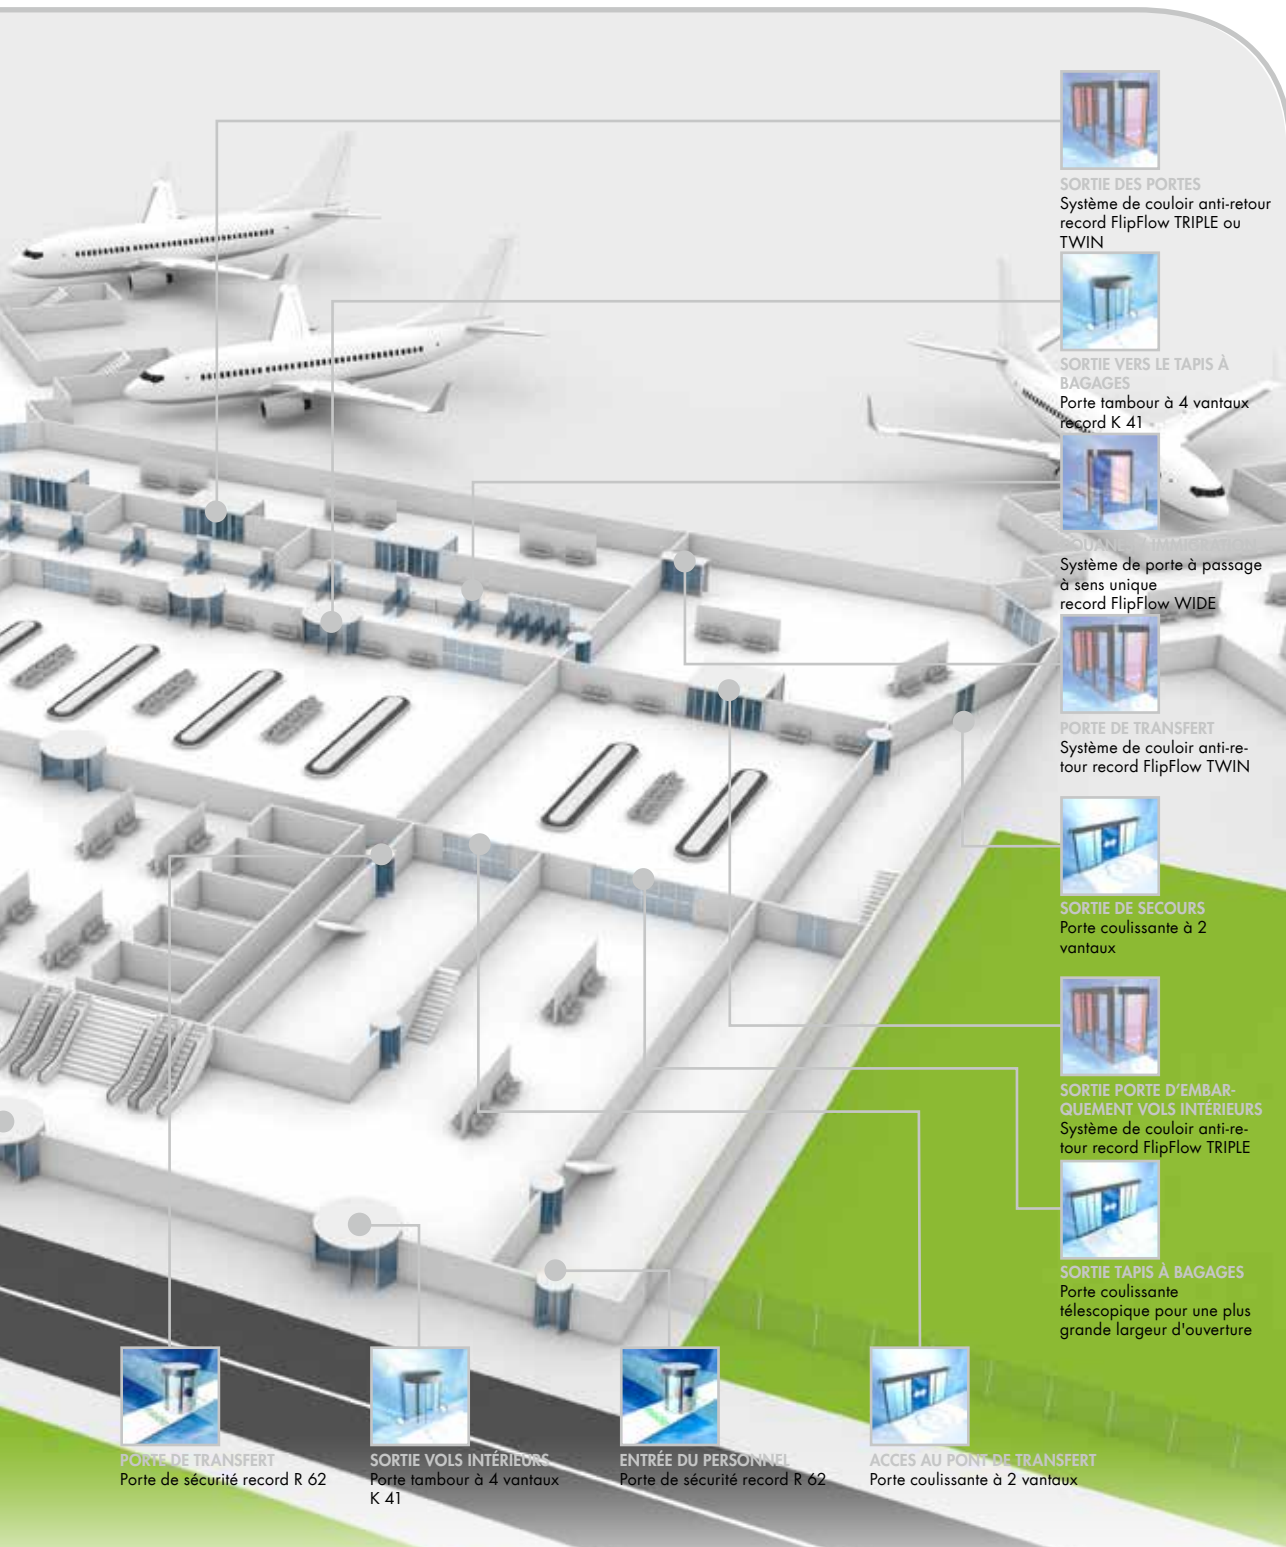 SORTIE DES PORTES
Système de couloir anti-retour
record FlipFlow TRIPLE ou
TWIN
SORTIE VERS LE TAPIS À
BAGAGES
Porte tambour à 4 vantaux
record K 41
Système de porte à passage
à sens unique
record FlipFlow WIDE
PORTE DE TRANSFERT
Système de couloir anti-re-
tour record FlipFlow TWIN
SORTIE DE SECOURS
Porte coulissante à 2
vantaux
SORTIE PORTE D'EMBAR-
QUEMENT VOLS INTÉRIEURS
Système de couloir anti-re-
tour record FlipFlow TRIPLE
SORTIE TAPIS À BAGAGES
Porte coulissante
télescopique pour une plus
grande largeur d'ouverture
PORTE DE TRANSFERT
Porte de sécurité record R 62
SORTIE VOLS INTÉRIEURS
Porte tambour à 4 vantaux
K 41
ENTRÉE DU PERSONNEL
Porte de sécurité record R 62
ACCES AU PONT DE TRANSFERT
Porte coulissante à 2 vantaux